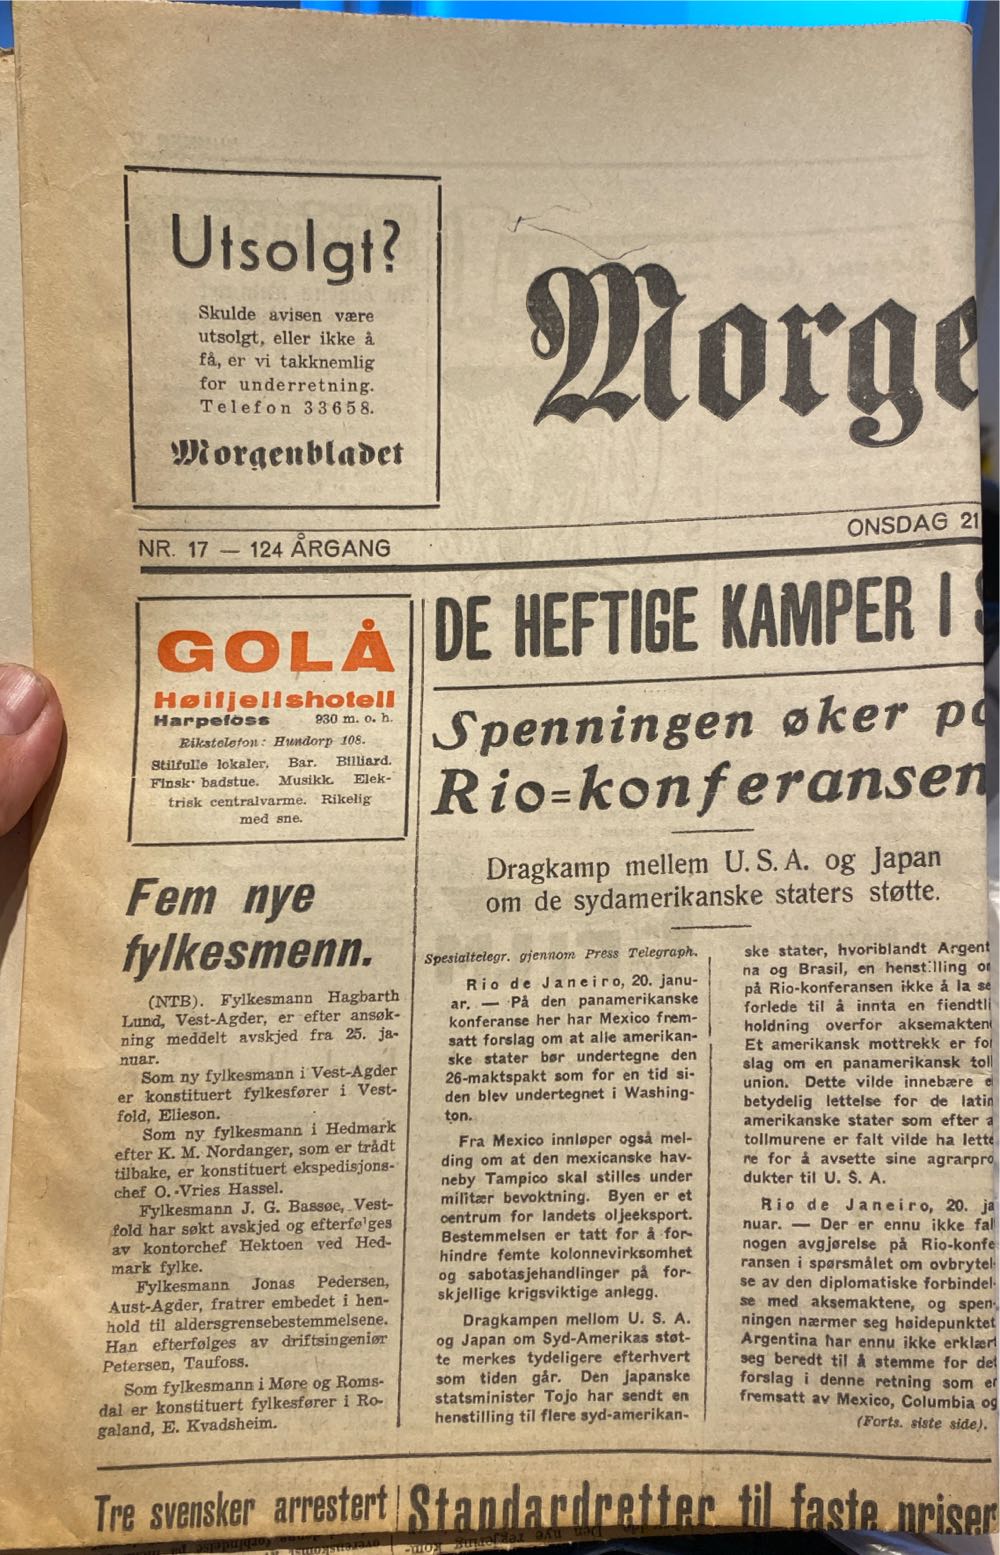 Utsolgt?
Skulde avisen være
utsolgt, eller ikke å
få, er vi takknemlig
for underretning.
Telefon 33658.
Morgenbladet
Morge
NR. 17 — 124 ÅRGANG
ONSDAG 21
GOLÅ
Høifjellshotell
Harpefoss 930 m. o. h.
Rikstelefon: Hundorp 108.
Stilfulle lokaler. Bar. Billiard.
Finsk badstue. Musikk. Elek-
trisk centralvarme. Rikelig
med sne.
Fem nye
fylkesmenn.
(NTB). Fylkesmann Hagbarth
Lund, Vest-Agder, er efter ansøk-
ning meddelt avskjed fra 25. ja-
nuar.
Som ny fylkesmann i Vest-Agder
er konstituert fylkesfører i Vest-
fold, Elieson.
Som ny fylkesmann i Hedmark
efter K. M. Nordanger, som er trådt
tilbake, er konstituert ekspedisjons-
chef O. Vries Hassel.
Fylkesmann J. G. Bassøe, Vest-
fold har søkt avskjed og efterfølges
av kontorchef Hektoen ved Hed-
mark fylke.
Fylkesmann Jonas Pedersen,
Aust-Agder, fratrer embedet i hen-
hold til aldersgrensebestemmelsene.
Han efterfølges av driftsingeniør
Petersen, Taufoss.
Som fylkesmann i Møre og Roms-
dal er konstituert fylkesfører i Ro-
galand, E. Kvadsheim.
DE HEFTIGE KAMPER I
Spenningen øker på
Rio=konferansen
Dragkamp mellem U. S. A. og Japan
om de sydamerikanske staters støtte.
Spesialtelegr. gjennom Press Telegraph.
Rio de Janeiro, 20. janu-
ar. — På den panamerikanske
konferanse her har Mexico frem-
satt forslag om at alle amerikan-
ske stater bør undertegne den
26-maktspakt som for en tid si-
den blev undertegnet i Washing-
ton.
Fra Mexico innløper også mel-
ding om at den mexicanske hav-
neby Tampico skal stilles under
militær bevoktning. Byen er et
centrum for landets oljeeksport.
Bestemmelsen er tatt for å for-
hindre femte kolonnevirksomhet
og sabotasjehandlinger på for-
skjellige krigsviktige anlegg.
Dragkampen mellom U. S. A.
og Japan om Syd-Amerikas støt-
te merkes tydeligere efterhvert
som tiden går. Den japanske
statsminister Tojo har sendt en
henstilling til flere syd-amerikan-
ske stater, hvoriblandt Argent
na og Brasil, en henstilling om
på Rio-konferansen ikke å la se
forlede til å innta en fiendtli
holdning overfor aksemakten
Et amerikansk mottrekk er for
slag om en panamerikansk toll
union. Dette vilde innebære e
betydelig lettelse for de latin
amerikanske stater som efter a
tollmurene er falt vilde ha lette
re for å avsette sine agrarpro
dukter til U. S. A.
Rio de Janeiro, 20. ja
nuar. — Der er ennu ikke fal
nogen avgjørelse på Rio-konfe
ransen i spørsmålet om ovbrytel-
se av den diplomatiske forbindel-
se med aksemaktene, og spen-
ningen nærmer seg høidepunktet
Argentina har ennu ikke erklært
seg beredt til å stemme for det
forslag i denne retning som er
fremsatt av Mexico, Columbia og
(Forts. siste side).
Tre svensker arrestert
Standardretter til faste priser